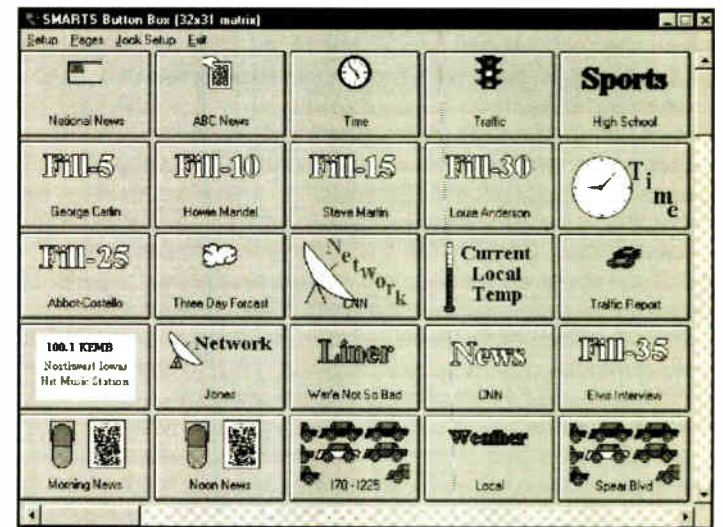 SMARTS Button Box (32x31 matrix)
Setup Pages Jock Setup Exit
National News
ABC News
Time
Traffic
Sports
High School
Fill-5
George Carlin
Fill-10
Howie Mandel
Fill-15
Steve Martin
Fill-30
Louie Anderson
Time
Fill-25
Abbot-Costello
Three Day Forcast
Network
CNN
Current
Local
Temp
Traffic Report
100.1 KEMB
Northwest Iowas
Hit Music Station
Network
Jones
Liner
We're Not So Bad
News
CNN
Fill-35
Elvis Interview
Morning News
Noon News
I70 - I225
Weather
Local
Spear Blvd